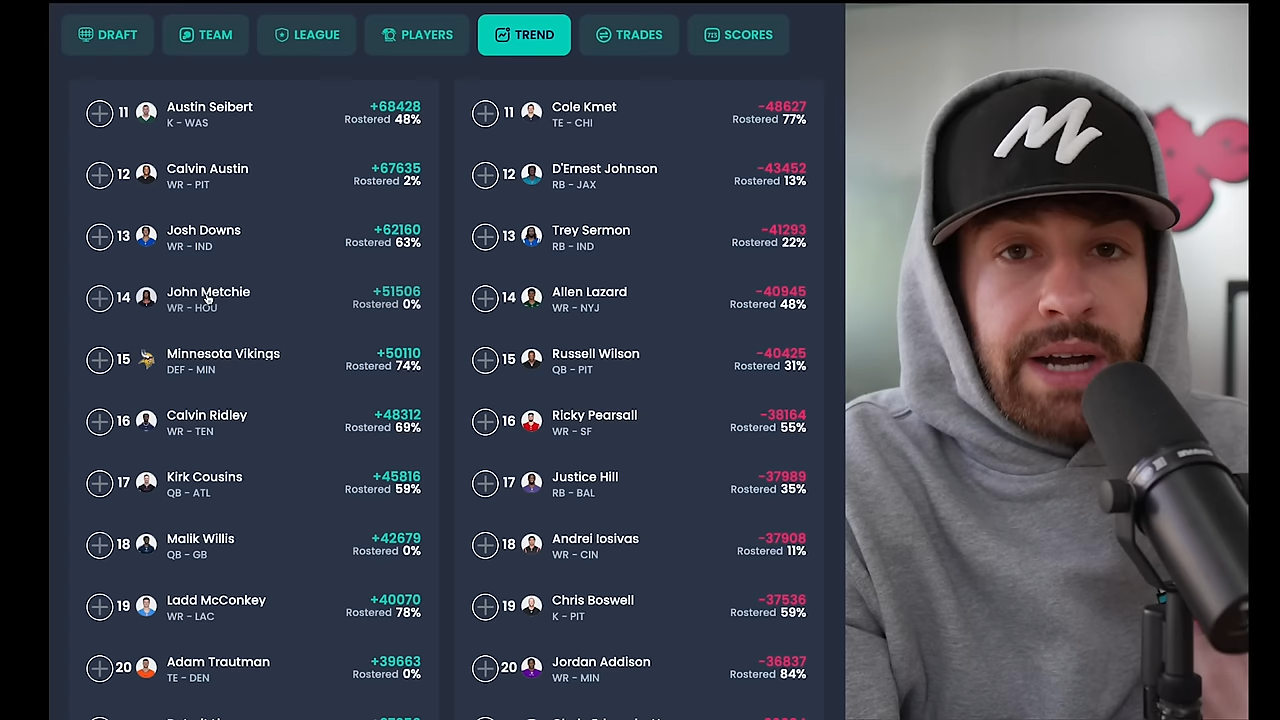 DRAFT
TEAM
LEAGUE
PLAYERS
TREND
TRADES
SCORES
11 Austin Seibert +68428
K - WAS Rostered 48%
12 Calvin Austin +67635
WR - PIT Rostered 2%
13 Josh Downs +62160
WR - IND Rostered 63%
14 John Metchie +51506
WR - HOU Rostered 0%
15 Minnesota Vikings +50110
DEF - MIN Rostered 74%
16 Calvin Ridley +48312
WR - TEN Rostered 69%
17 Kirk Cousins +45816
QB - ATL Rostered 59%
18 Malik Willis +42679
QB - GB Rostered 0%
19 Ladd McConkey +40070
WR - LAC Rostered 78%
20 Adam Trautman +39663
TE - DEN Rostered 0%
11 Cole Kmet -48627
TE - CHI Rostered 77%
12 D'Ernest Johnson -43452
RB - JAX Rostered 13%
13 Trey Sermon -41293
RB - IND Rostered 22%
14 Allen Lazard -40945
WR - NYJ Rostered 48%
15 Russell Wilson -40425
QB - PIT Rostered 31%
16 Ricky Pearsall -38164
WR - SF Rostered 55%
17 Justice Hill -37989
RB - BAL Rostered 35%
18 Andrei Iosivas -37908
WR - CIN Rostered 11%
19 Chris Boswell -37536
K - PIT Rostered 59%
20 Jordan Addison -36837
WR - MIN Rostered 84%
M